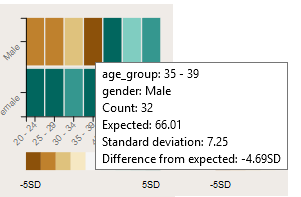 Male
emale
20 - 24
25 - 29
30 - 34
35
age_group: 35 - 39
gender: Male
Count: 32
Expected: 66.01
Standard deviation: 7.25
Difference from expected: -4.69SD
-5SD
5SD
-5SD